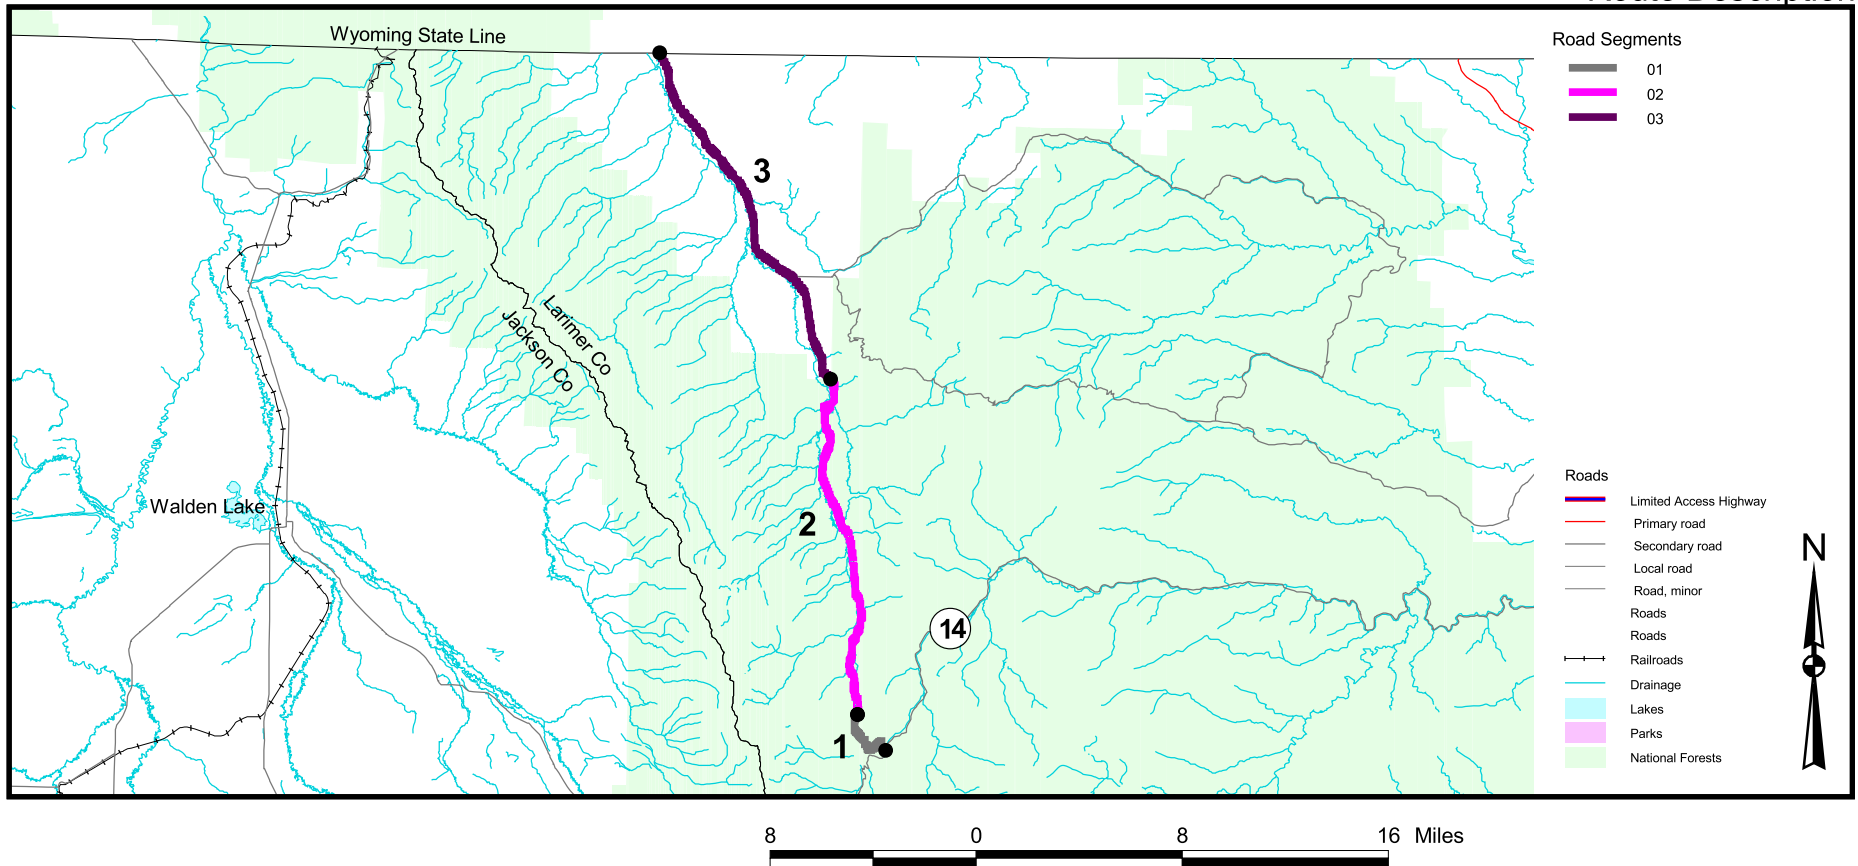 Route Description
Wyoming State Line
Road Segments
01
02
03
3
Larimer Co
Jackson Co
Walden Lake
2
14
1
Roads
Limited Access Highway
Primary road
Secondary road
Local road
Road, minor
Roads
Roads
Railroads
Drainage
Lakes
Parks
National Forests
N
8 0 8 16 Miles